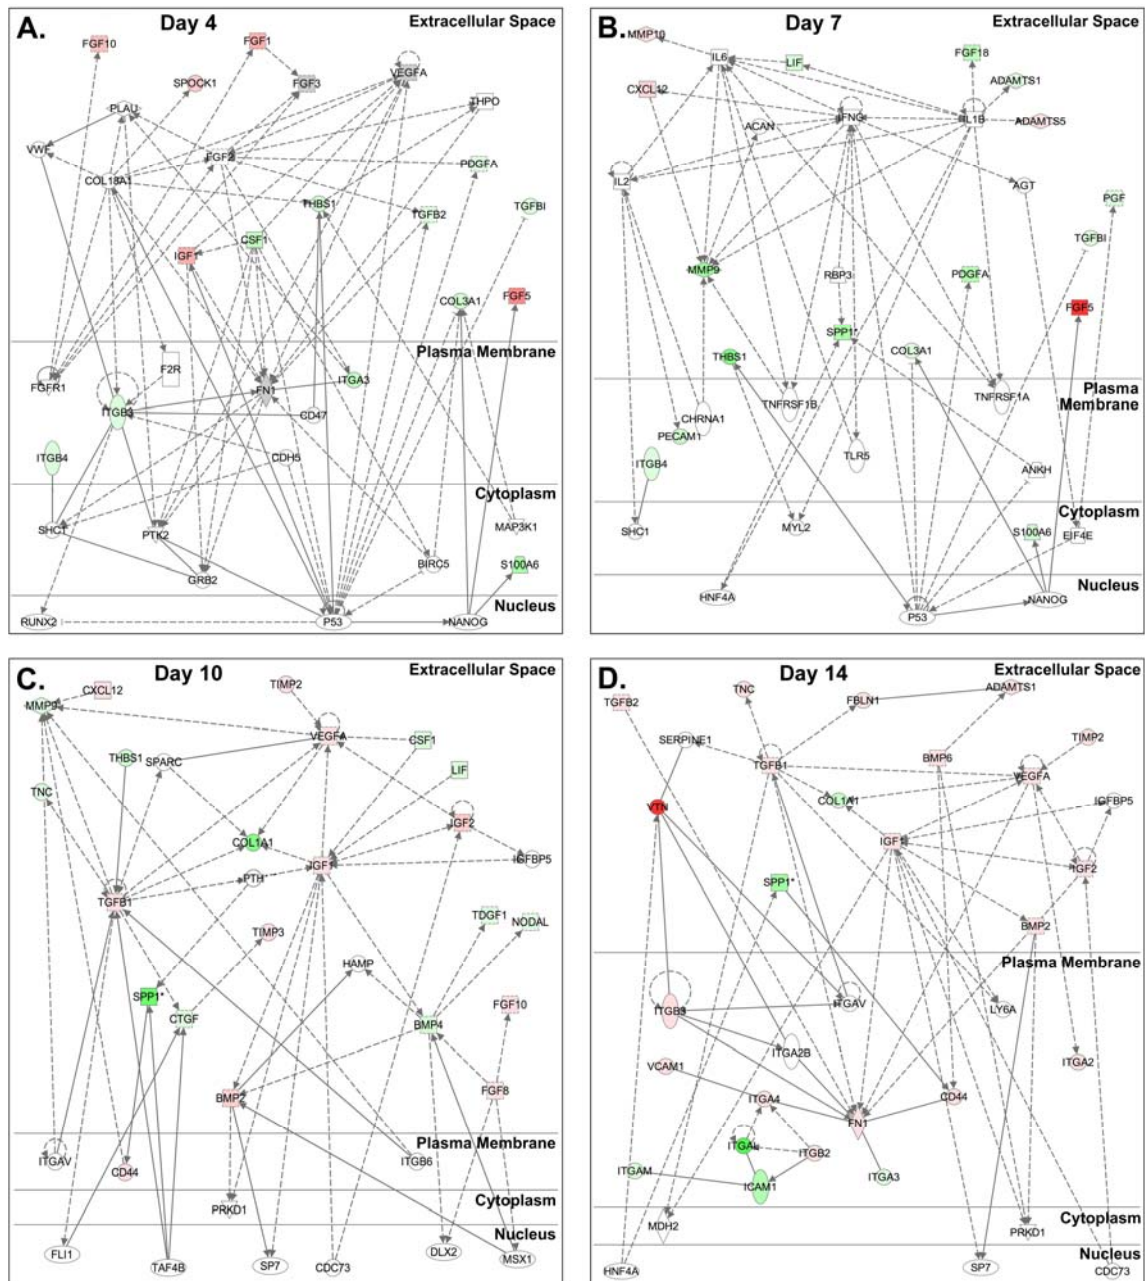 A. Day 4 Extracellular Space
FGF10 FGF1
SPOCK1 FGF3 VEGFA
PLAU THPO
VWF FGF2 PDGFA
COL18A1
THBS1 TGFB2 TGFBI
CSF1
IGF1
COL3A1 FGF5
Plasma Membrane
FGFR1 F2R ITGA3
FN1
ITGB3 CD47
ITGB4 CDH5
Cytoplasm
SHC1 PTK2 MAP3K1
GRB2 BIRC5 S100A6
Nucleus
RUNX2 P53 NANOG
B. Day 7 Extracellular Space
MMP10 IL6 LIF FGF18
ADAMTS1
CXCL12
ACAN IFNG IL1B ADAMTS5
IL2 AGT
PGF
TGFBI
MMP9 RBP3 PDGFA
FGF5
SPP1*
THBS1 COL3A1
Plasma
Membrane
TNFRSF1B TNFRSF1A
CHRNA1
PECAM1
ITGB4 TLR5 ANKH
Cytoplasm
SHC1 MYL2 S100A6 EIF4E
Nucleus
HNF4A NANOG
P53
C. Day 10 Extracellular Space
CXCL12 TIMP2
MMP9
VEGFA CSF1
THBS1 SPARC
LIF
TNC
IGF2
COL1A1
IGF1 IGFBP5
PTH
TGFB1
TDGF1 NODAL
TIMP3
HAMP
SPP1*
CTGF FGF10
BMP4
BMP2 FGF8
Plasma Membrane
ITGAV CD44 ITGB6
Cytoplasm
PRKD1
Nucleus
FLI1 TAF4B SP7 CDC73 DLX2 MSX1
D. Day 14 Extracellular Space
TGFB2 TNC FBLN1 ADAMTS1
SERPINE1 TIMP2
TGFB1 BMP6 VEGFA
VTN COL1A1 IGFBP5
IGF1
IGF2
SPP1*
BMP2
Plasma Membrane
ITGB3 ITGAV LY6A
ITGA2B
VCAM1 ITGA2
ITGA4 CD44
FN1
ITGAL ITGB2
ITGAM ICAM1 ITGA3
Cytoplasm
MDH2 PRKD1
Nucleus
HNF4A SP7 CDC73